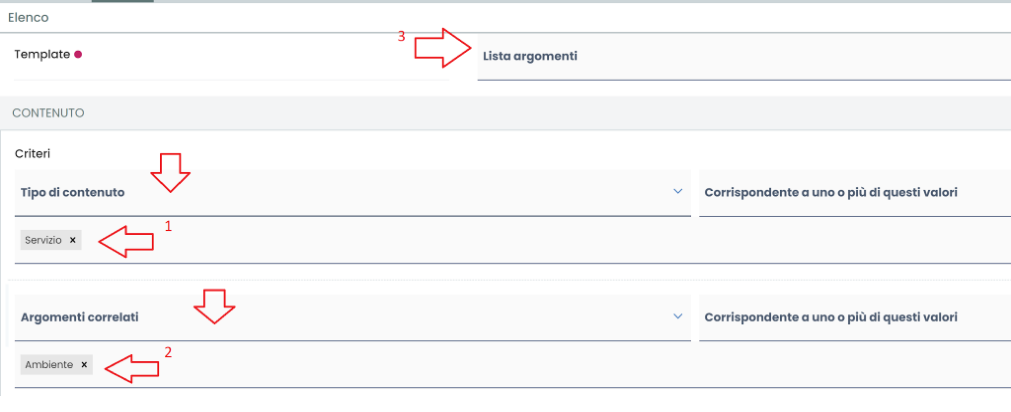 Elenco
Template
3
Lista argomenti
CONTENUTO
Criteri
Tipo di contenuto
Corrispondente a uno o più di questi valori
Servizio x
1
Argomenti correlati
Corrispondente a uno o più di questi valori
Ambiente x
2